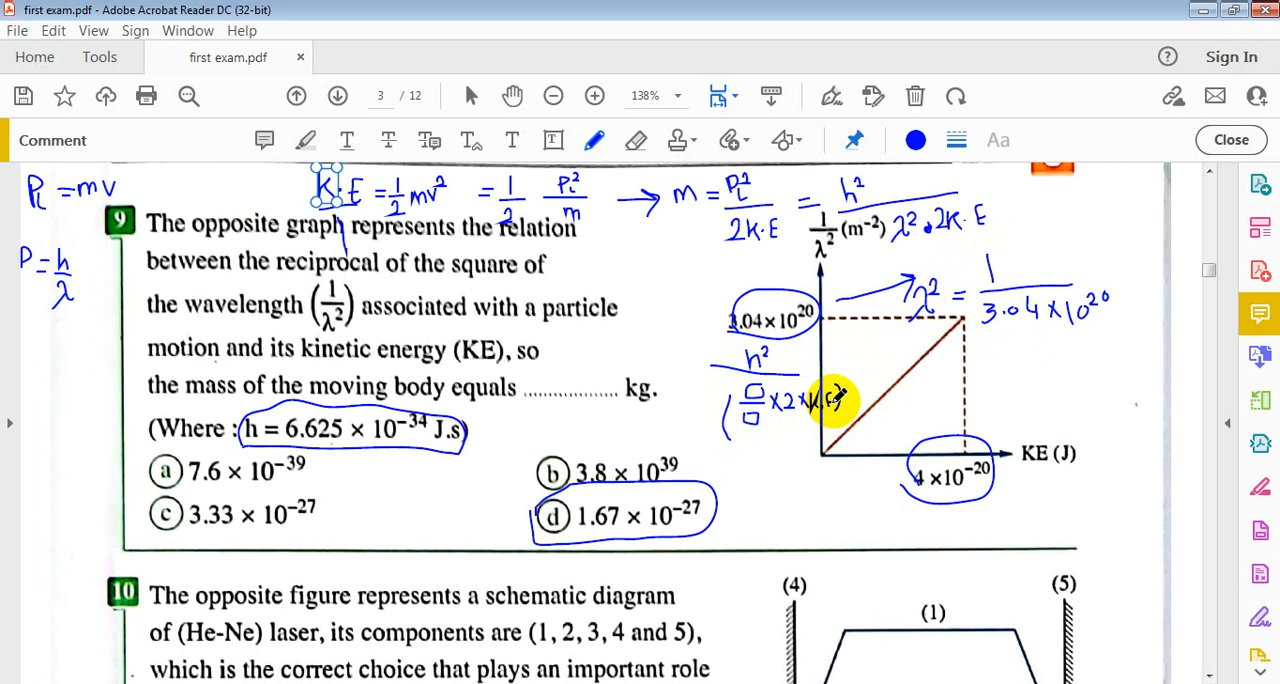 first exam.pdf - Adobe Acrobat Reader DC (32-bit)
File Edit View Sign Window Help
Home Tools first exam.pdf × Sign In
3 / 12 138%
Comment Close
P_L = mv K.E = 1/2 mv² = 1/2 P_L²/m → m = P_L²/2K.E = h²/λ².2K.E
P = h/λ
9 The opposite graph represents the relation
between the reciprocal of the square of
the wavelength (1/λ²) associated with a particle
motion and its kinetic energy (KE), so
the mass of the moving body equals .................. kg.
(Where : h = 6.625 × 10⁻³⁴ J.s)
a 7.6 × 10⁻³⁹
b 3.8 × 10³⁹
c 3.33 × 10⁻²⁷
d 1.67 × 10⁻²⁷
1/λ² (m⁻²)
3.04×10²⁰
λ² = 1/3.04×10²⁰
h²/(□/□ ×2×K.E)
4 ×10⁻²⁰
KE (J)
10 The opposite figure represents a schematic diagram
of (He-Ne) laser, its components are (1, 2, 3, 4 and 5),
which is the correct choice that plays an important role
(4) (5)
(1)